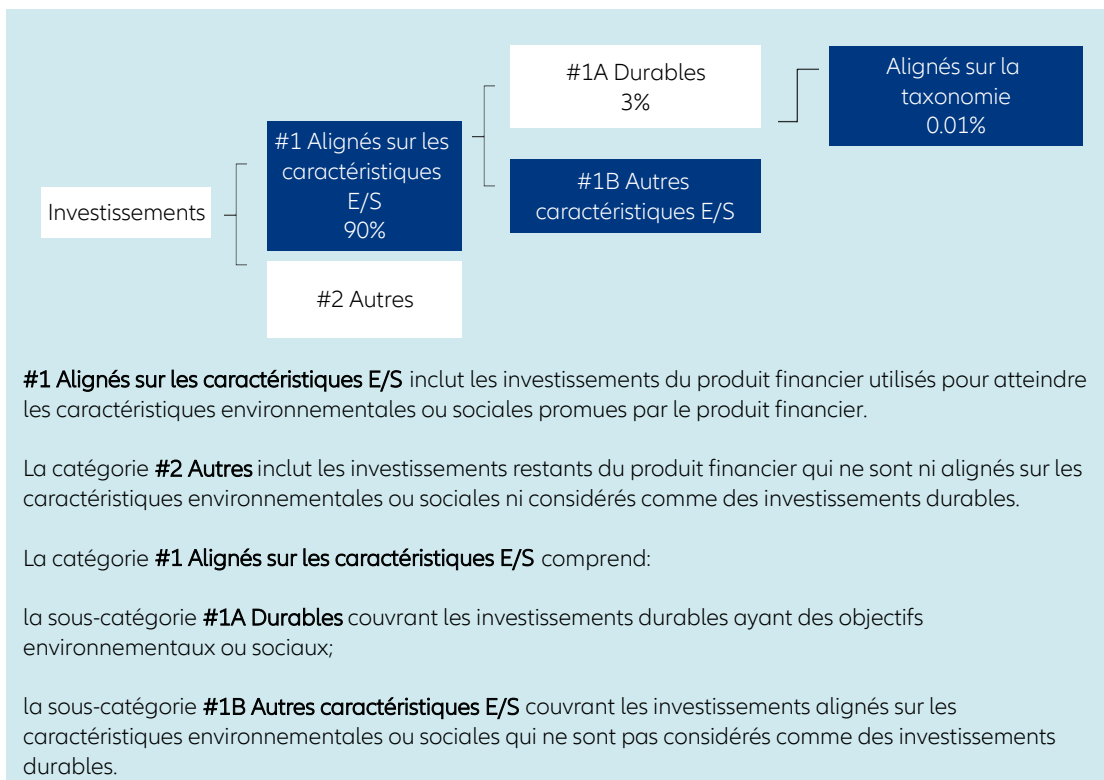 #1A Durables
3%
Alignés sur la
taxonomie
0.01%
#1 Alignés sur les
caractéristiques
E/S
90%
#1B Autres
caractéristiques E/S
Investissements
#2 Autres
#1 Alignés sur les caractéristiques E/S inclut les investissements du produit financier utilisés pour atteindre
les caractéristiques environnementales ou sociales promues par le produit financier.
La catégorie #2 Autres inclut les investissements restants du produit financier qui ne sont ni alignés sur les
caractéristiques environnementales ou sociales ni considérés comme des investissements durables.
La catégorie #1 Alignés sur les caractéristiques E/S comprend:
la sous-catégorie #1A Durables couvrant les investissements durables ayant des objectifs
environnementaux ou sociaux;
la sous-catégorie #1B Autres caractéristiques E/S couvrant les investissements alignés sur les
caractéristiques environnementales ou sociales qui ne sont pas considérés comme des investissements
durables.